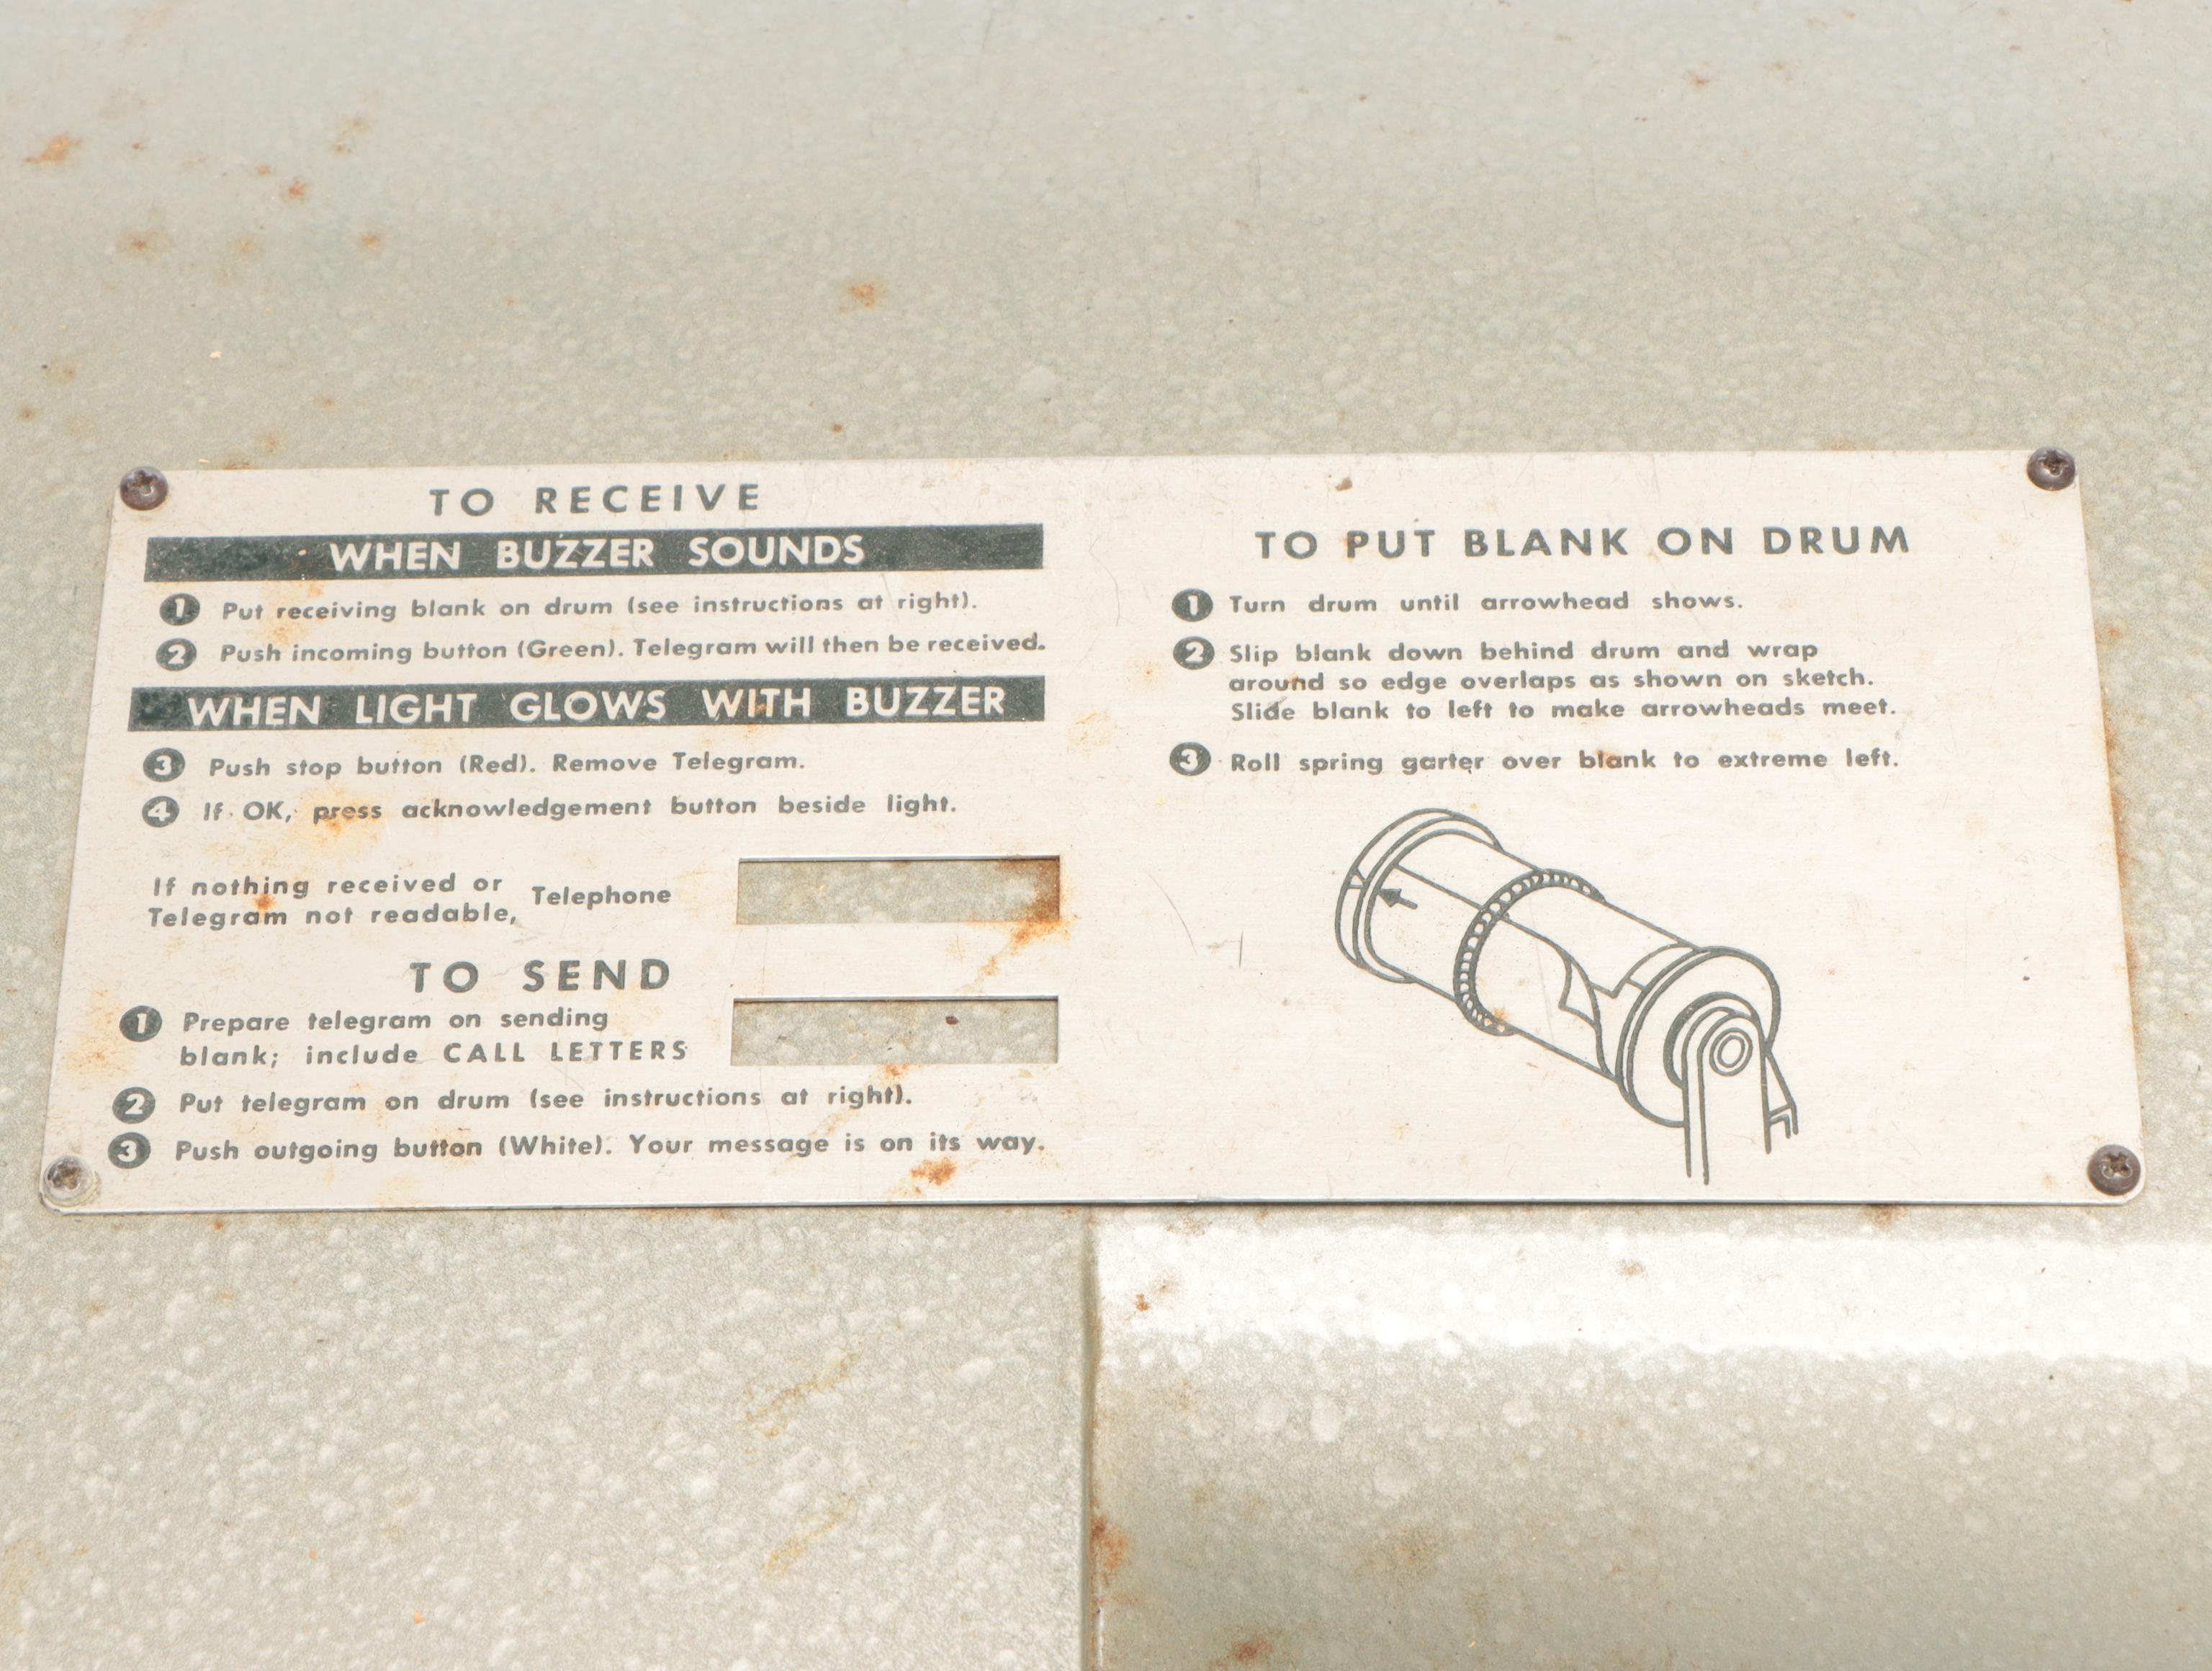 TO RECEIVE
WHEN BUZZER SOUNDS
1 Put receiving blank on drum (see instructions at right).
2 Push incoming button (Green). Telegram will then be received.
WHEN LIGHT GLOWS WITH BUZZER
3 Push stop button (Red). Remove Telegram.
4 If OK, press acknowledgement button beside light.
If nothing received or
Telegram not readable, Telephone
TO SEND
1 Prepare telegram on sending
blank; include CALL LETTERS
2 Put telegram on drum (see instructions at right).
3 Push outgoing button (White). Your message is on its way.
TO PUT BLANK ON DRUM
1 Turn drum until arrowhead shows.
2 Slip blank down behind drum and wrap
around so edge overlaps as shown on sketch.
Slide blank to left to make arrowheads meet.
3 Roll spring garter over blank to extreme left.